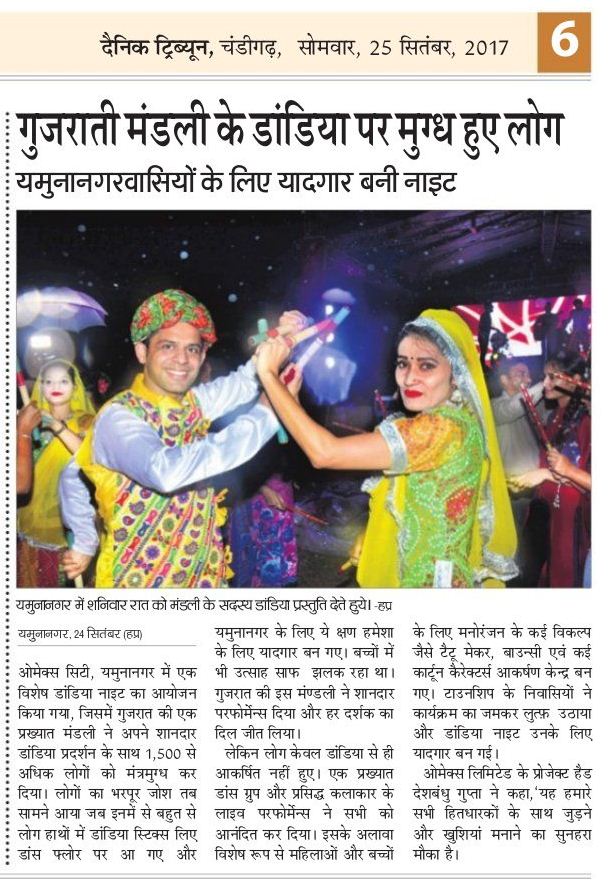 दैनिक ट्रिब्यून, चंडीगढ़, सोमवार, 25 सितंबर, 2017
6
गुजराती मंडली के डांडिया पर मुग्ध हुए लोग
यमुनानगरवासियों के लिए यादगार बनी नाइट
यमुनानगर में शनिवार रात को मंडली के सदस्य डांडिया प्रस्तुति देते हुये। -हप्र
यमुनानगर, 24 सितंबर (हप्र)
ओमेक्स सिटी, यमुनानगर में एक
विशेष डांडिया नाइट का आयोजन
किया गया, जिसमें गुजरात की एक
प्रख्यात मंडली ने अपने शानदार
डांडिया प्रदर्शन के साथ 1,500 से
अधिक लोगों को मंत्रमुग्ध कर
दिया। लोगों का भरपूर जोश तब
सामने आया जब इनमें से बहुत से
लोग हाथों में डांडिया स्टिक्स लिए
डांस फ्लोर पर आ गए और
यमुनानगर के लिए ये क्षण हमेशा
के लिए यादगार बन गए। बच्चों में
भी उत्साह साफ झलक रहा था।
गुजरात की इस मंण्डली ने शानदार
परफोर्मेन्स दिया और हर दर्शक का
दिल जीत लिया।
लेकिन लोग केवल डांडिया से ही
आकर्षित नहीं हुए। एक प्रख्यात
डांस ग्रुप और प्रसिद्ध कलाकार के
लाइव परफोर्मेन्स ने सभी को
आनंदित कर दिया। इसके अलावा
विशेष रूप से महिलाओं और बच्चों
के लिए मनोरंजन के कई विकल्प
जैसे टैटू मेकर, बाउन्सी एवं कई
कार्टून कैरेक्टर्स आकर्षण केन्द्र बन
गए। टाउनशिप के निवासियों ने
कार्यक्रम का जमकर लुत्फ़ उठाया
और डांडिया नाइट उनके लिए
यादगार बन गई।
ओमेक्स लिमिटेड के प्रोजेक्ट हैड
देशबंधु गुप्ता ने कहा,'यह हमारे
सभी हितधारकों के साथ जुड़ने
और खुशियां मनाने का सुनहरा
मौका है।